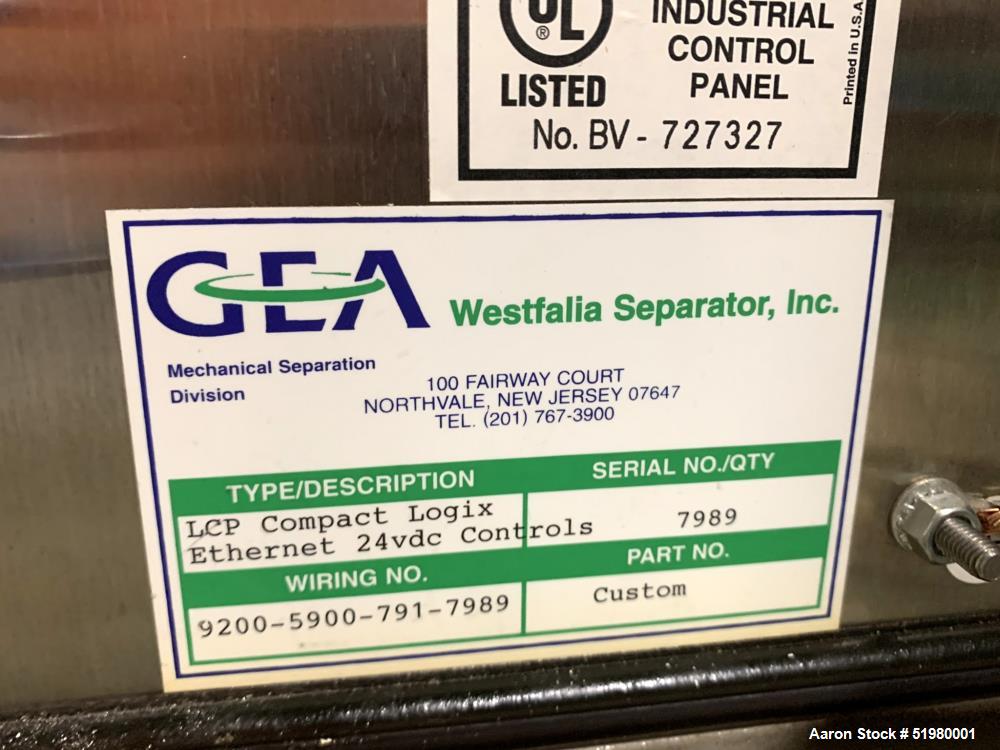 UL
®
LISTED
INDUSTRIAL
CONTROL
PANEL
Printed in U.S.A.
No. BV - 727327
GEA
Westfalia Separator, Inc.
Mechanical Separation
Division
100 FAIRWAY COURT
NORTHVALE, NEW JERSEY 07647
TEL. (201) 767-3900
TYPE/DESCRIPTION
SERIAL NO./QTY
LCP Compact Logix
Ethernet 24vdc Controls
7989
WIRING NO.
PART NO.
9200-5900-791-7989
Custom
Aaron Stock # 51980001